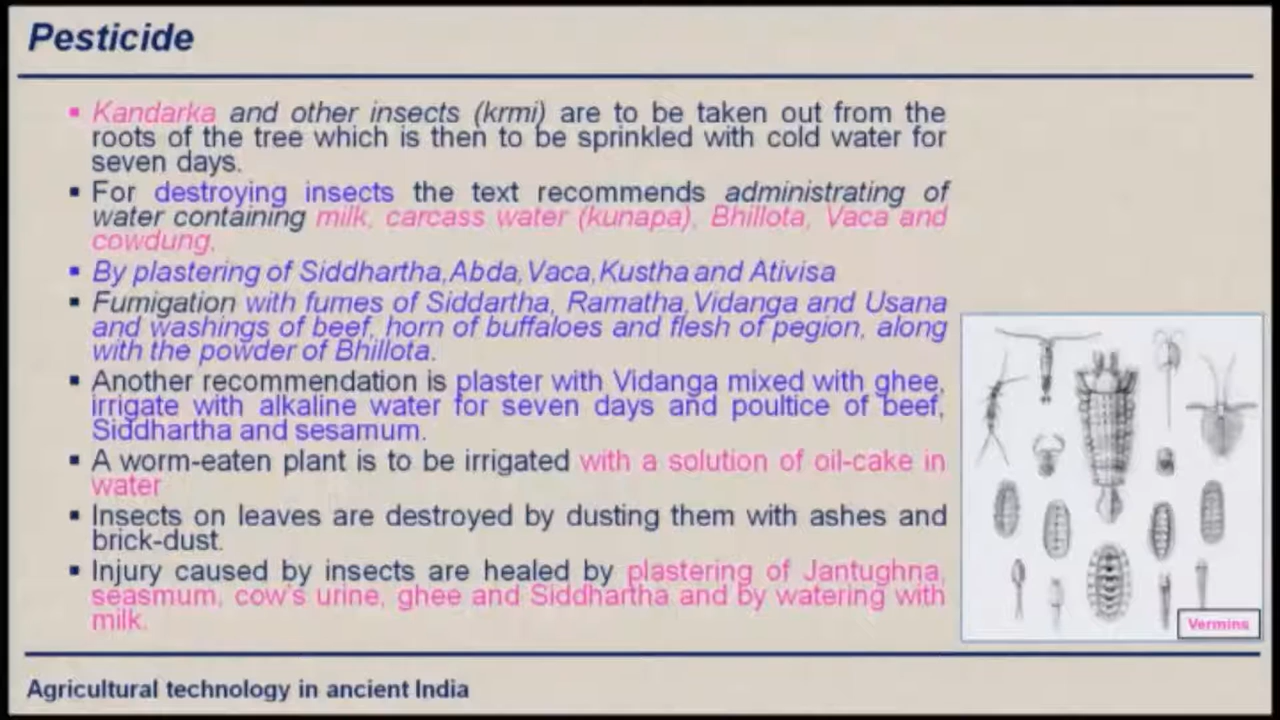 Pesticide
Kandarka and other insects (krmi) are to be taken out from the
roots of the tree which is then to be sprinkled with cold water for
seven days.
For destroying insects the text recommends administrating of
water containing milk, carcass water (kunapa), Bhillota, Vaca and
cowdung.
By plastering of Siddhartha, Abda, Vaca, Kustha and Ativisa
Fumigation with fumes of Siddartha, Ramatha, Vidanga and Usana
and washings of beef, horn of buffaloes and flesh of pegion, along
with the powder of Bhillota.
Another recommendation is plaster with Vidanga mixed with ghee,
irrigate with alkaline water for seven days and poultice of beef,
Siddhartha and sesamum.
A worm-eaten plant is to be irrigated with a solution of oil-cake in
water
Insects on leaves are destroyed by dusting them with ashes and
brick-dust.
Injury caused by insects are healed by plastering of Jantughna,
seasmum, cow's urine, ghee and Siddhartha and by watering with
milk.
Vermins
Agricultural technology in ancient India